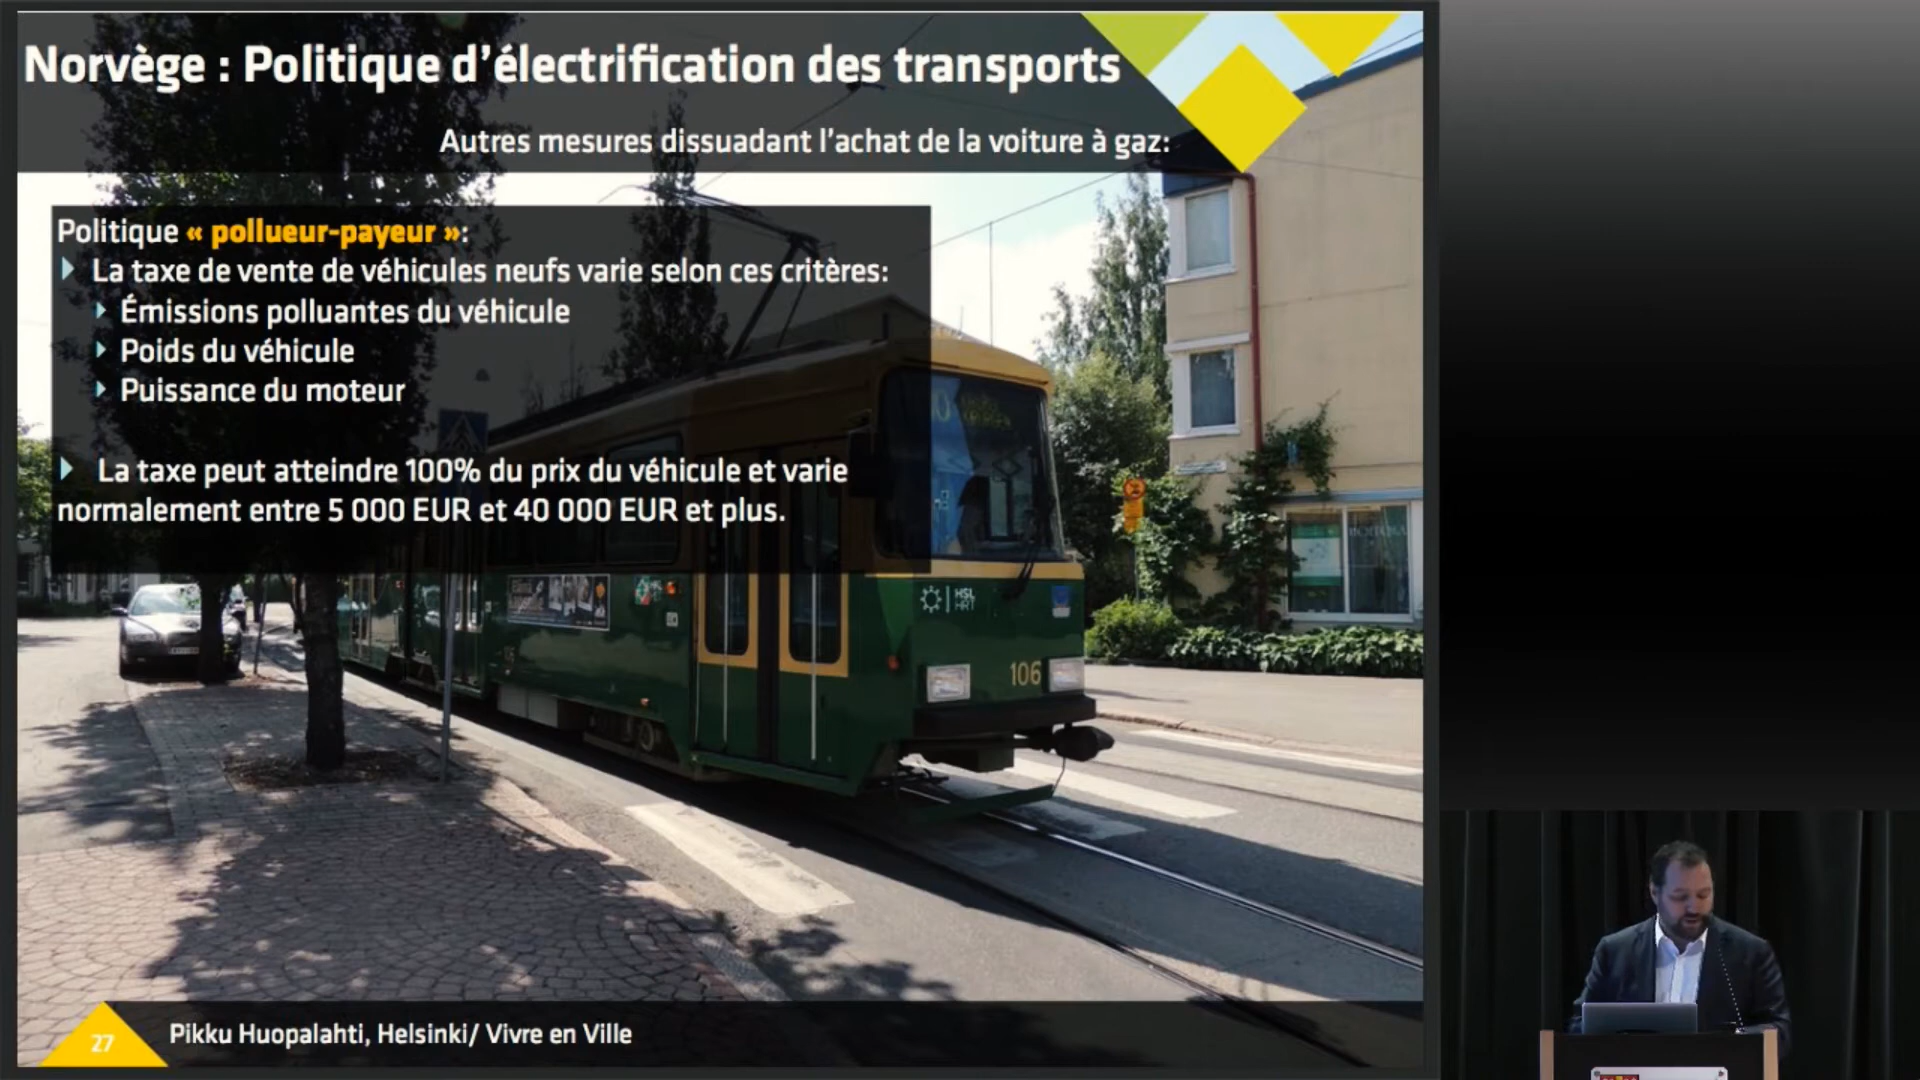 Norvège : Politique d’électrification des transports
Autres mesures dissuadant l’achat de la voiture à gaz:
Politique « pollueur-payeur »:
La taxe de vente de véhicules neufs varie selon ces critères:
Émissions polluantes du véhicule
Poids du véhicule
Puissance du moteur
La taxe peut atteindre 100% du prix du véhicule et varie
normalement entre 5 000 EUR et 40 000 EUR et plus.
HSL
HRT
106
27
Pikku Huopalahti, Helsinki/ Vivre en Ville